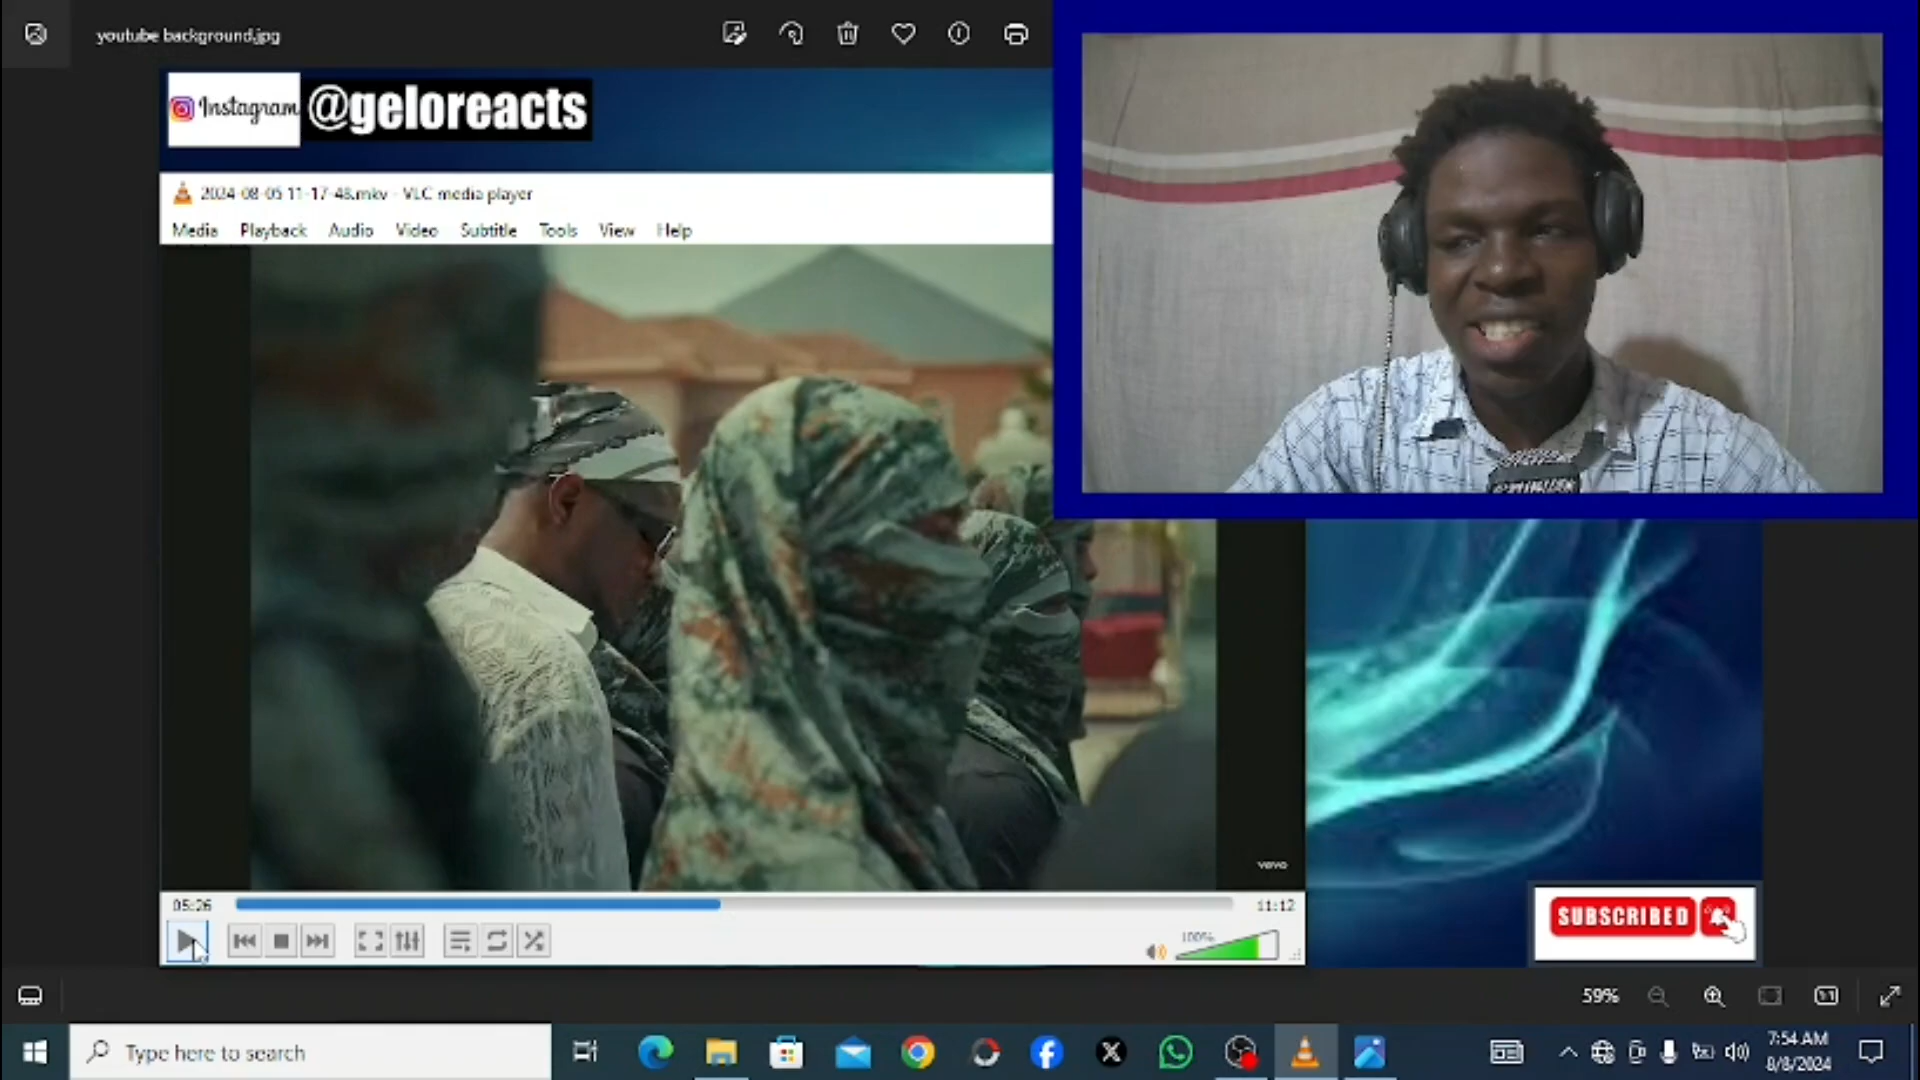 youtube background.jpg
Instagram
@geloreacts
2024-08-05 11-17-48.mkv - VLC media player
Media Playback Audio Video Subtitle Tools View Help
vevo
05:26
11:12
100%
SUBSCRIBED
59%
Type here to search
7:54 AM
8/8/2024